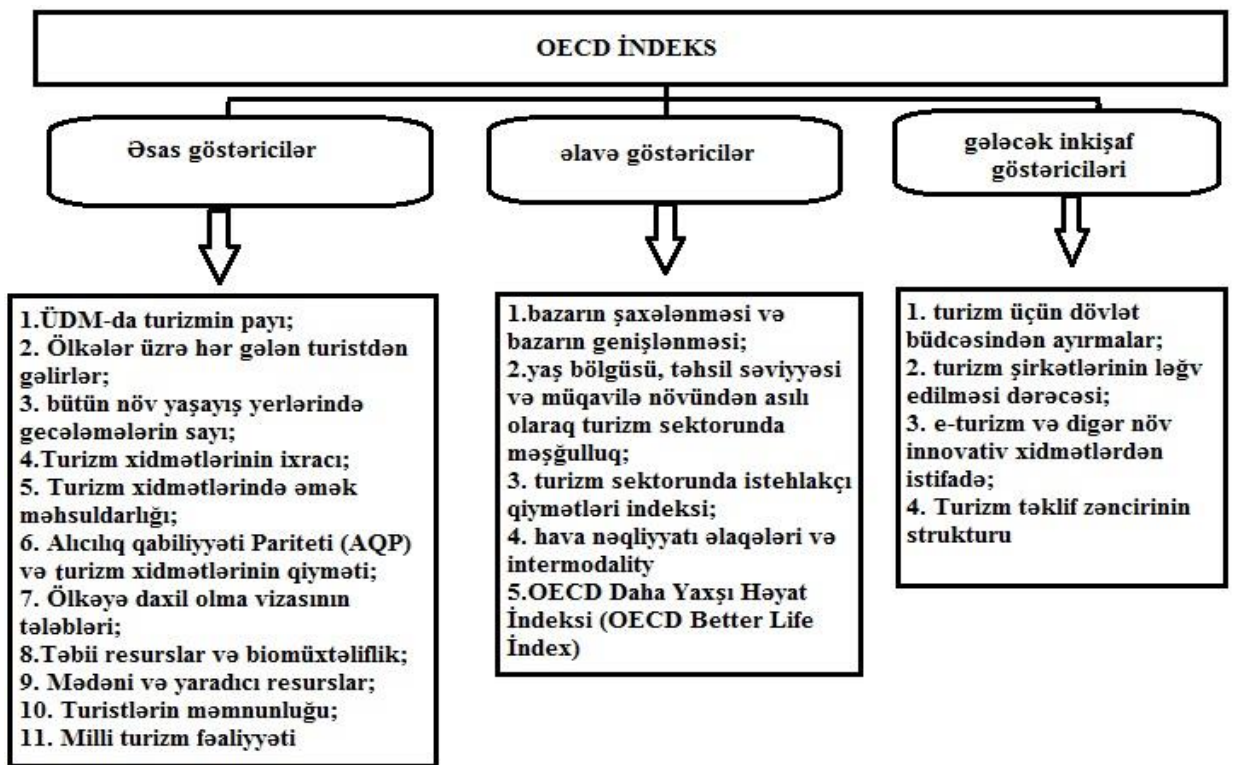 OECD İNDEKS
Əsas göstəricilər
əlavə göstəricilər
gələcək inkişaf
göstəriciləri
1.ÜDM-da turizmin payı;
2. Ölkələr üzrə hər gələn turistdən
gəlirlər;
3. bütün növ yaşayış yerlərində
gecələmələrin sayı;
4.Turizm xidmətlərinin ixracı;
5. Turizm xidmətlərində əmək
məhsuldarlığı;
6. Alıcılıq qabiliyyəti Pariteti (AQP)
və turizm xidmətlərinin qiyməti;
7. Ölkəyə daxil olma vizasının
tələbləri;
8.Təbii resurslar və biomüxtəliflik;
9. Mədəni və yaradıcı resurslar;
10. Turistlərin məmnunluğu;
11. Milli turizm fəaliyyəti
1.bazarın şaxələnməsi və
bazarın genişlənməsi;
2.yaş bölgüsü, təhsil səviyyəsi
və müqavilə növündən asılı
olaraq turizm sektorunda
məşğulluq;
3. turizm sektorunda istehlakçı
qiymətləri indeksi;
4. hava nəqliyyatı əlaqələri və
intermodality
5.OECD Daha Yaxşı Həyat
İndeksi (OECD Better Life
İndex)
1. turizm üçün dövlət
büdcəsindən ayırmalar;
2. turizm şirkətlərinin ləğv
edilməsi dərəcəsi;
3. e-turizm və digər növ
innovativ xidmətlərdən
istifadə;
4. Turizm təklif zəncirinin
strukturu